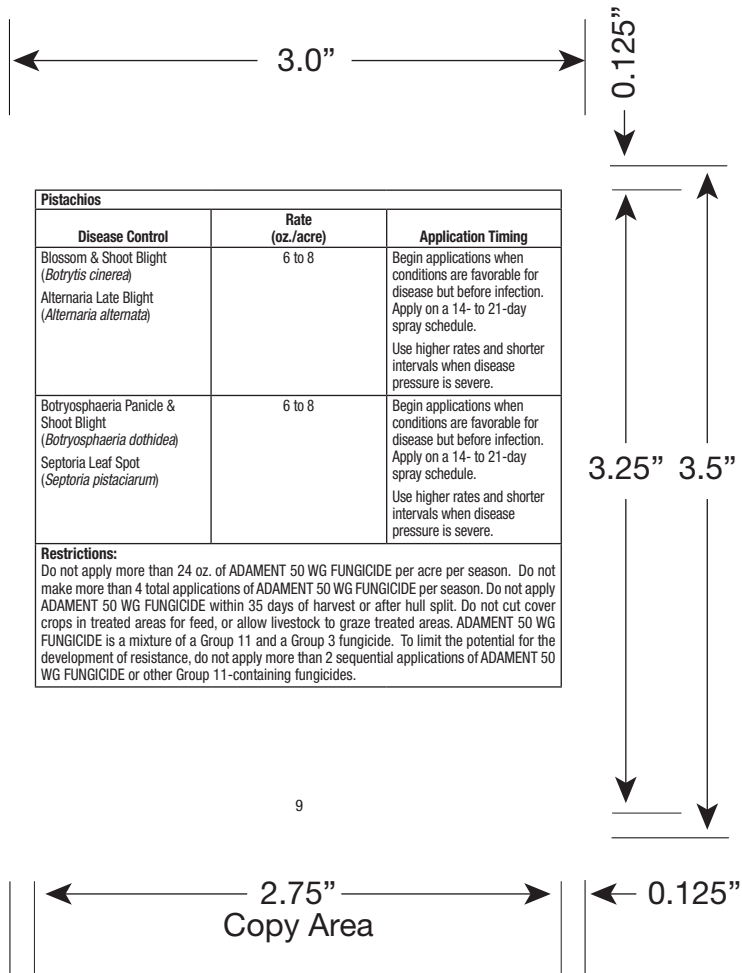 3.0”
0.125”
Pistachios
Disease Control
Rate
(oz./acre)
Application Timing
Blossom & Shoot Blight
(Botrytis cinerea)
Alternaria Late Blight
(Alternaria alternata)
6 to 8
Begin applications when
conditions are favorable for
disease but before infection.
Apply on a 14- to 21-day
spray schedule.
Use higher rates and shorter
intervals when disease
pressure is severe.
Botryosphaeria Panicle &
Shoot Blight
(Botryosphaeria dothidea)
Septoria Leaf Spot
(Septoria pistaciarum)
6 to 8
Begin applications when
conditions are favorable for
disease but before infection.
Apply on a 14- to 21-day
spray schedule.
Use higher rates and shorter
intervals when disease
pressure is severe.
Restrictions:
Do not apply more than 24 oz. of ADAMENT 50 WG FUNGICIDE per acre per season. Do not
make more than 4 total applications of ADAMENT 50 WG FUNGICIDE per season. Do not apply
ADAMENT 50 WG FUNGICIDE within 35 days of harvest or after hull split. Do not cut cover
crops in treated areas for feed, or allow livestock to graze treated areas. ADAMENT 50 WG
FUNGICIDE is a mixture of a Group 11 and a Group 3 fungicide. To limit the potential for the
development of resistance, do not apply more than 2 sequential applications of ADAMENT 50
WG FUNGICIDE or other Group 11-containing fungicides.
3.25” 3.5”
9
2.75”
Copy Area
0.125”